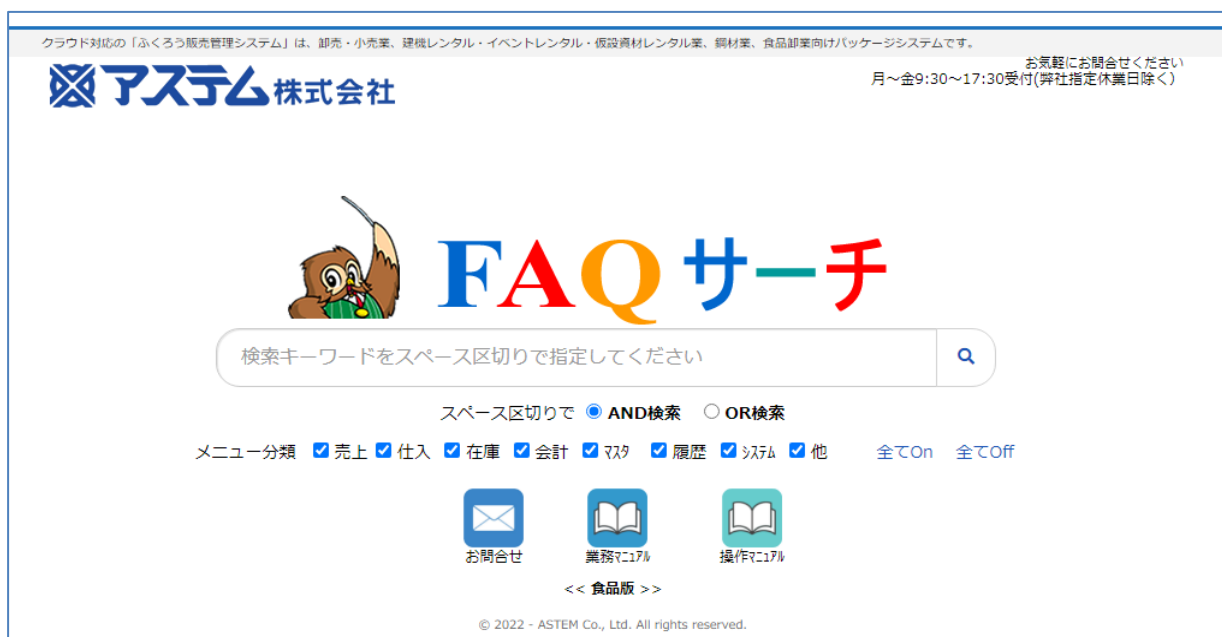 クラウド対応の「ふくろう販売管理システム」は、卸売・小売業、建機レンタル・イベントレンタル・仮設資材レンタル業、鋼材業、食品卸業向けパッケージシステムです。
お気軽にお問合せください
アステム株式会社
月～金9:30～17:30受付(弊社指定休業日除く)
FAQサーチ
検索キーワードをスペース区切りで指定してください
スペース区切りで AND検索 OR検索
メニュー分類 売上 仕入 在庫 会計 ﾏｽﾀ 履歴 ｼｽﾃﾑ 他 全てOn 全てOff
お問合せ 業務ﾏﾆｭｱﾙ 操作ﾏﾆｭｱﾙ
<< 食品版 >>
© 2022 - ASTEM Co., Ltd. All rights reserved.